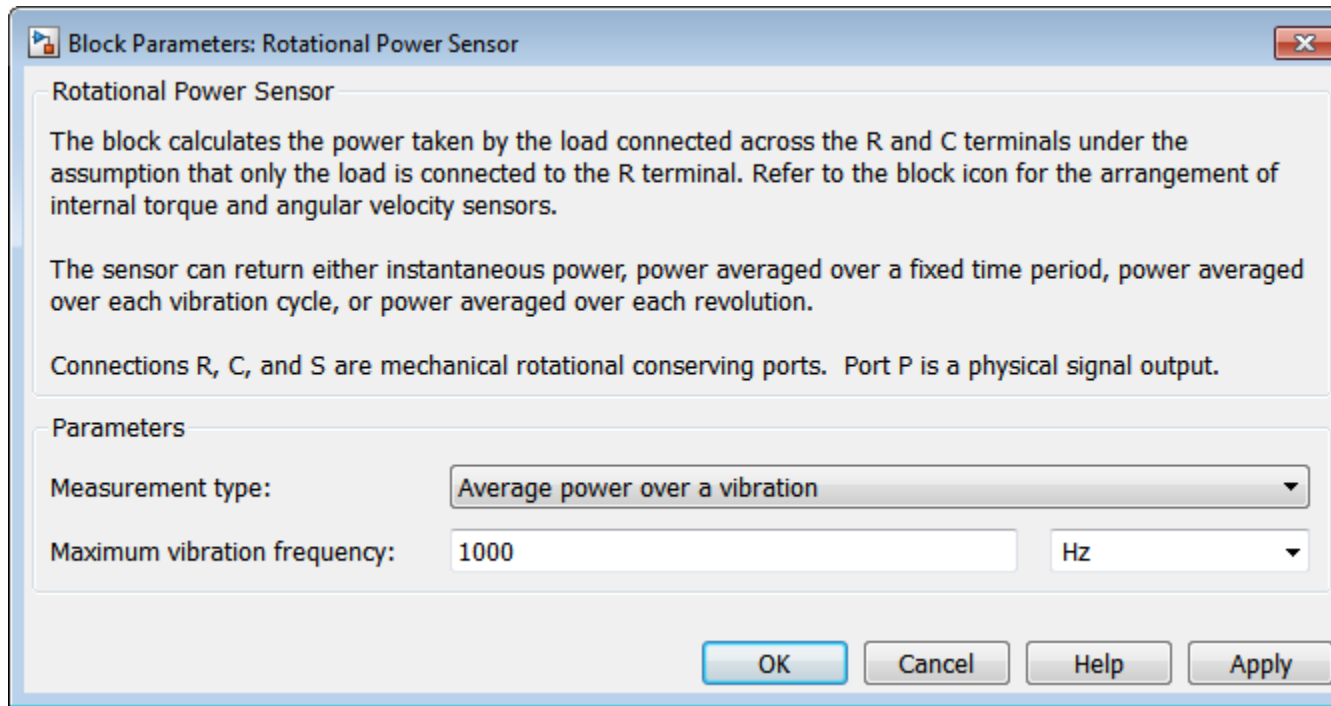 Block Parameters: Rotational Power Sensor
Rotational Power Sensor
The block calculates the power taken by the load connected across the R and C terminals under the
assumption that only the load is connected to the R terminal. Refer to the block icon for the arrangement of
internal torque and angular velocity sensors.
The sensor can return either instantaneous power, power averaged over a fixed time period, power averaged
over each vibration cycle, or power averaged over each revolution.
Connections R, C, and S are mechanical rotational conserving ports.  Port P is a physical signal output.
Parameters
Measurement type: Average power over a vibration
Maximum vibration frequency: 1000 Hz
OK Cancel Help Apply